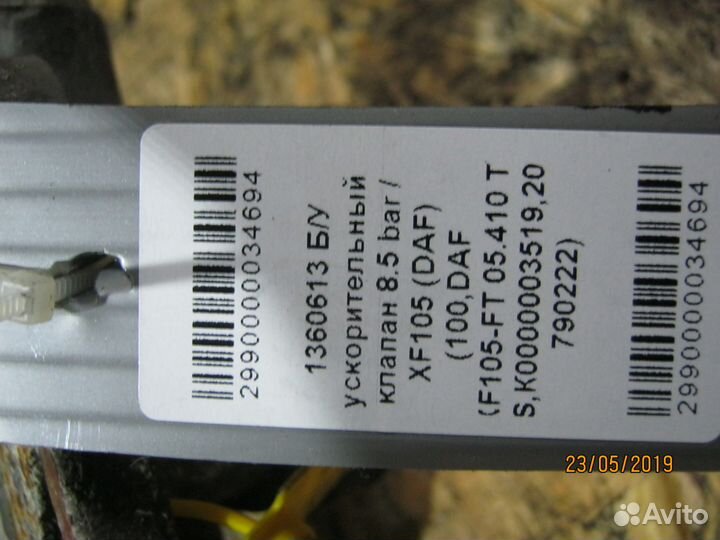 2990000034694
1360613 Б/У
ускорительный
клапан 8.5 bar /
XF105 (DAF)
(100,DAF
(F105-FT 05.410 T
S,K00000003519,20
790222)
2990000034694
23/05/2019
Avito